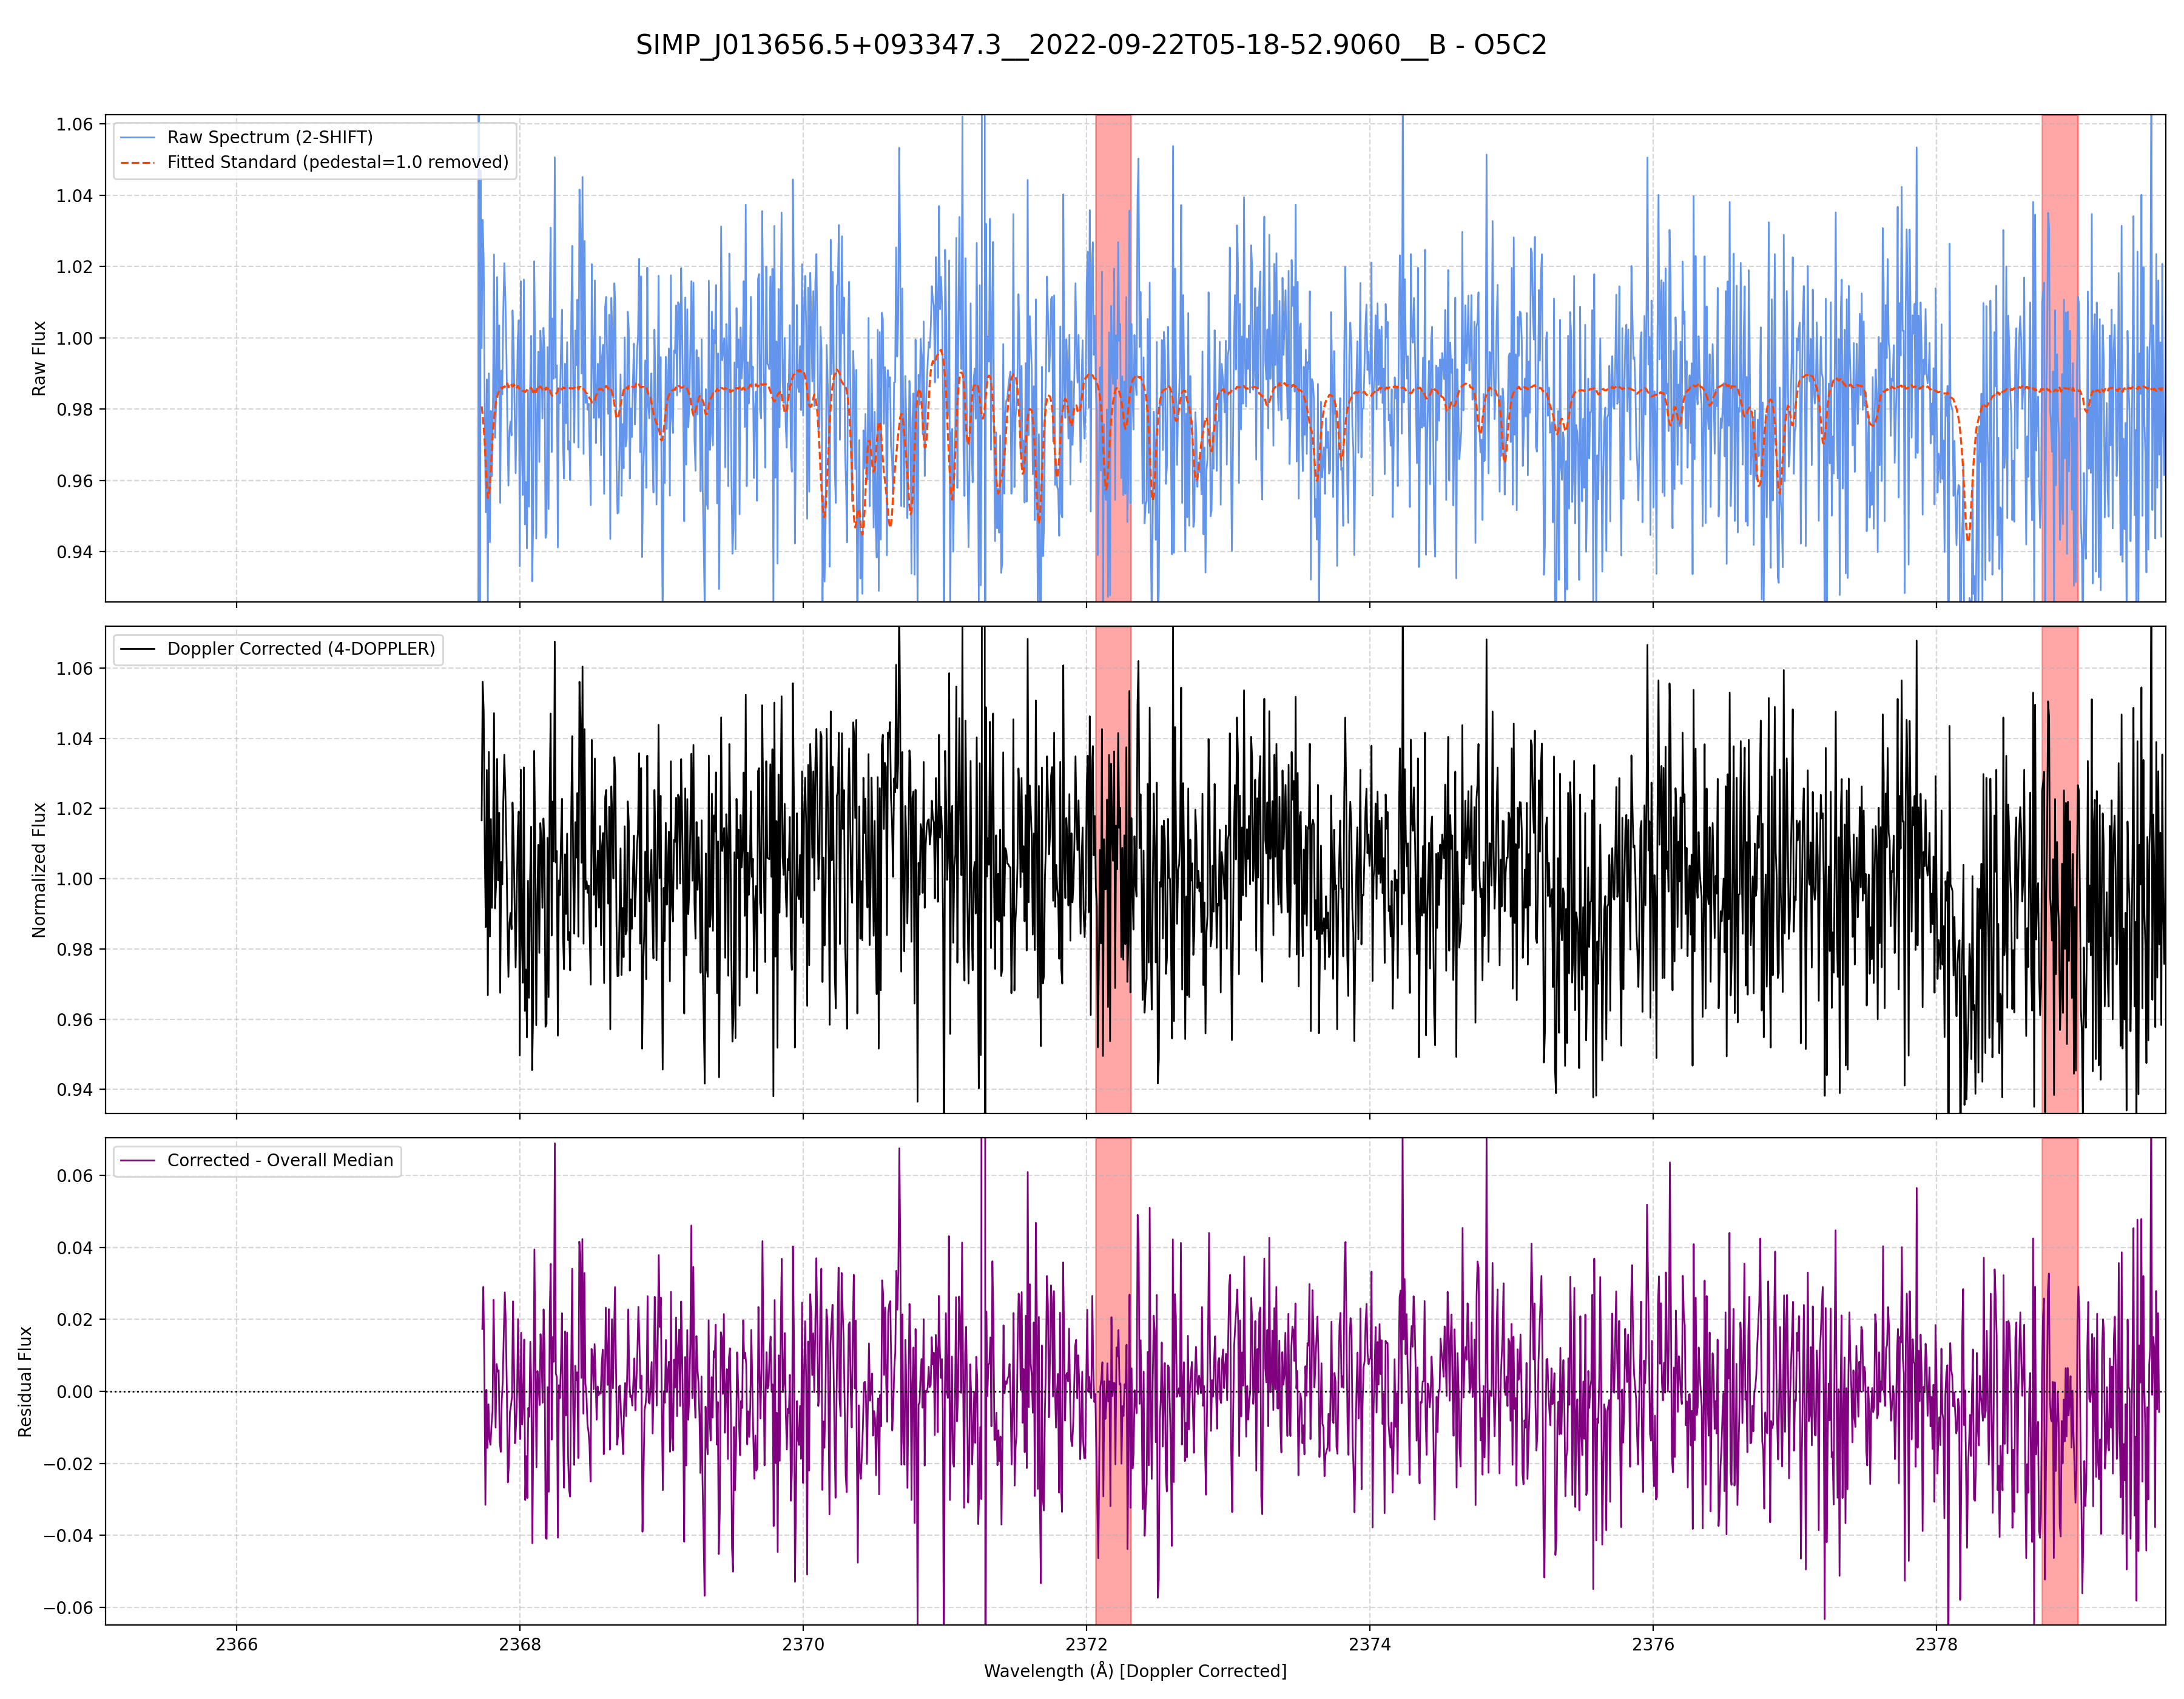 SIMP_J013656.5+093347.3__2022-09-22T05-18-52.9060__B - O5C2
Raw Spectrum (2-SHIFT)
Fitted Standard (pedestal=1.0 removed)
1.06
1.04
1.02
1.00
0.98
0.96
0.94
Raw Flux
Doppler Corrected (4-DOPPLER)
1.06
1.04
1.02
1.00
0.98
0.96
0.94
Normalized Flux
Corrected - Overall Median
0.06
0.04
0.02
0.00
−0.02
−0.04
−0.06
Residual Flux
2366 2368 2370 2372 2374 2376 2378
Wavelength (Å) [Doppler Corrected]